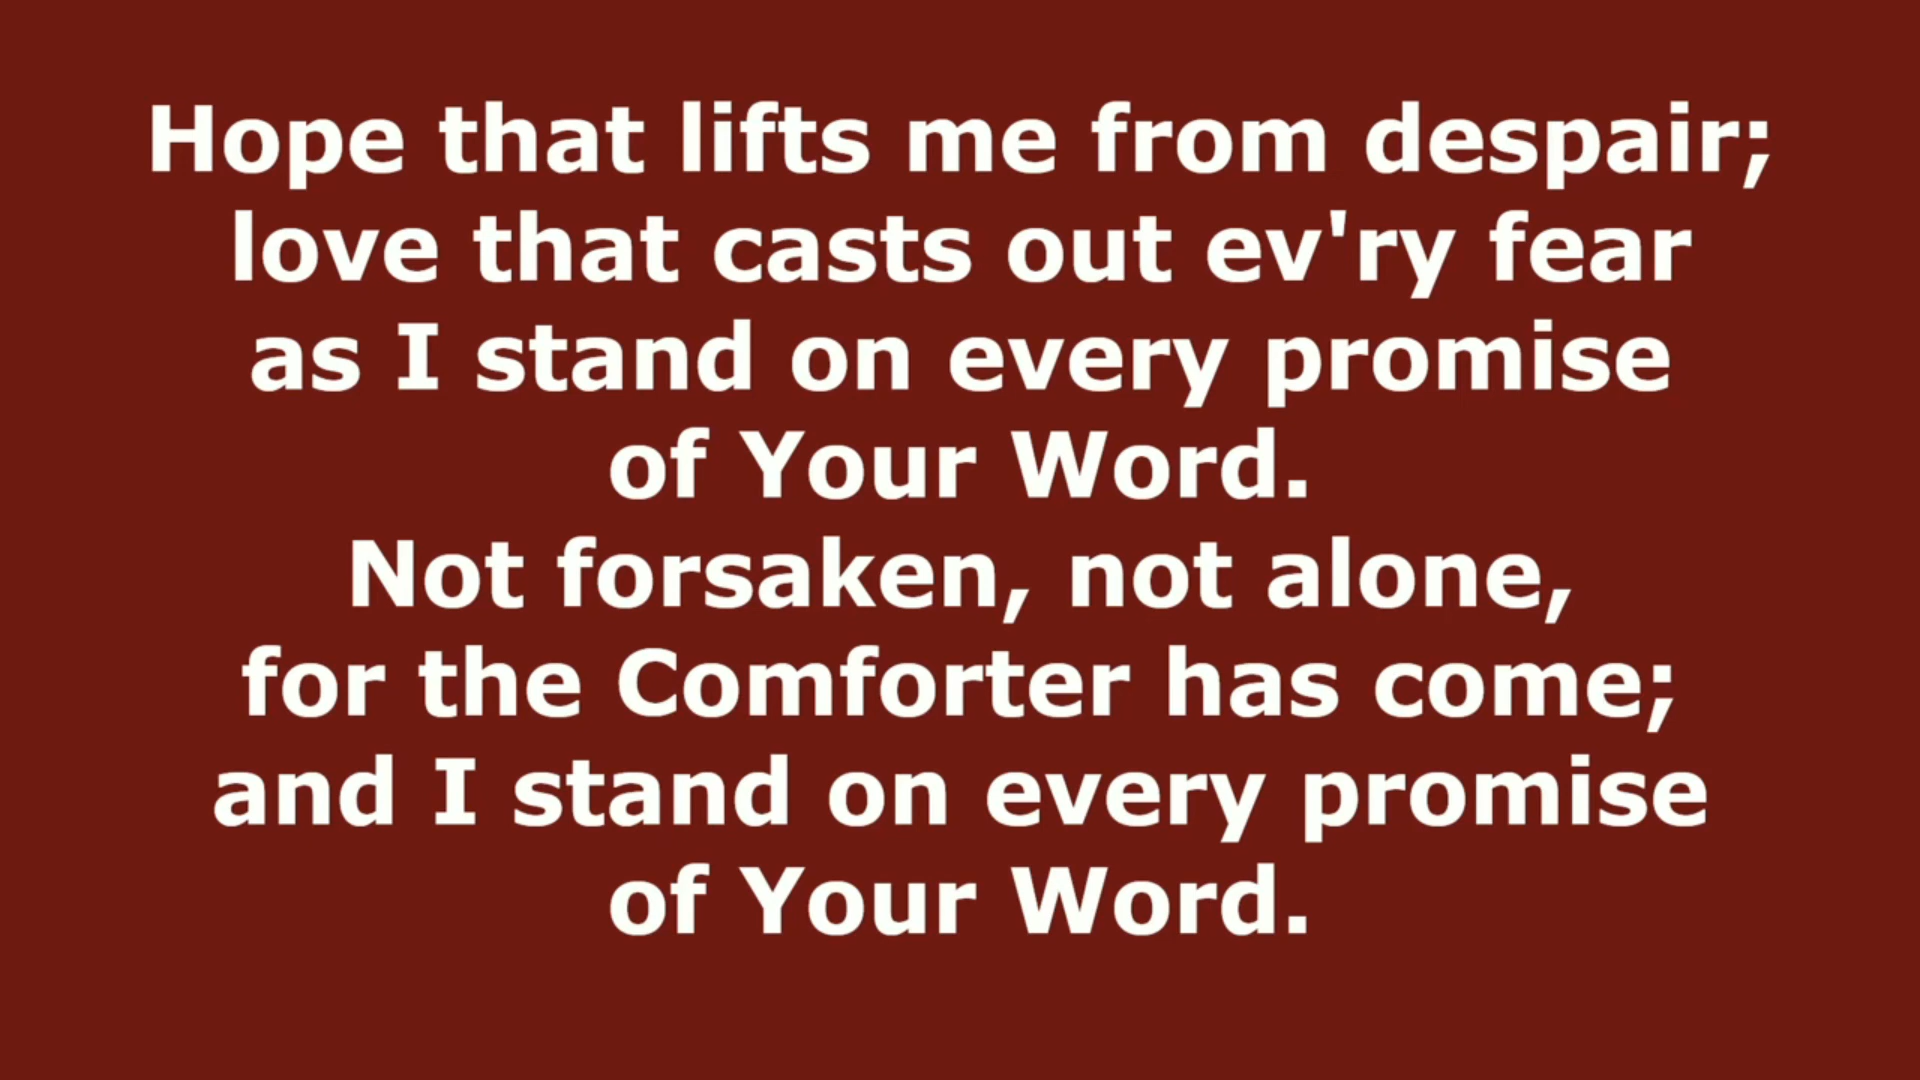 Hope that lifts me from despair;
love that casts out ev'ry fear
as I stand on every promise
of Your Word.
Not forsaken, not alone,
for the Comforter has come;
and I stand on every promise
of Your Word.